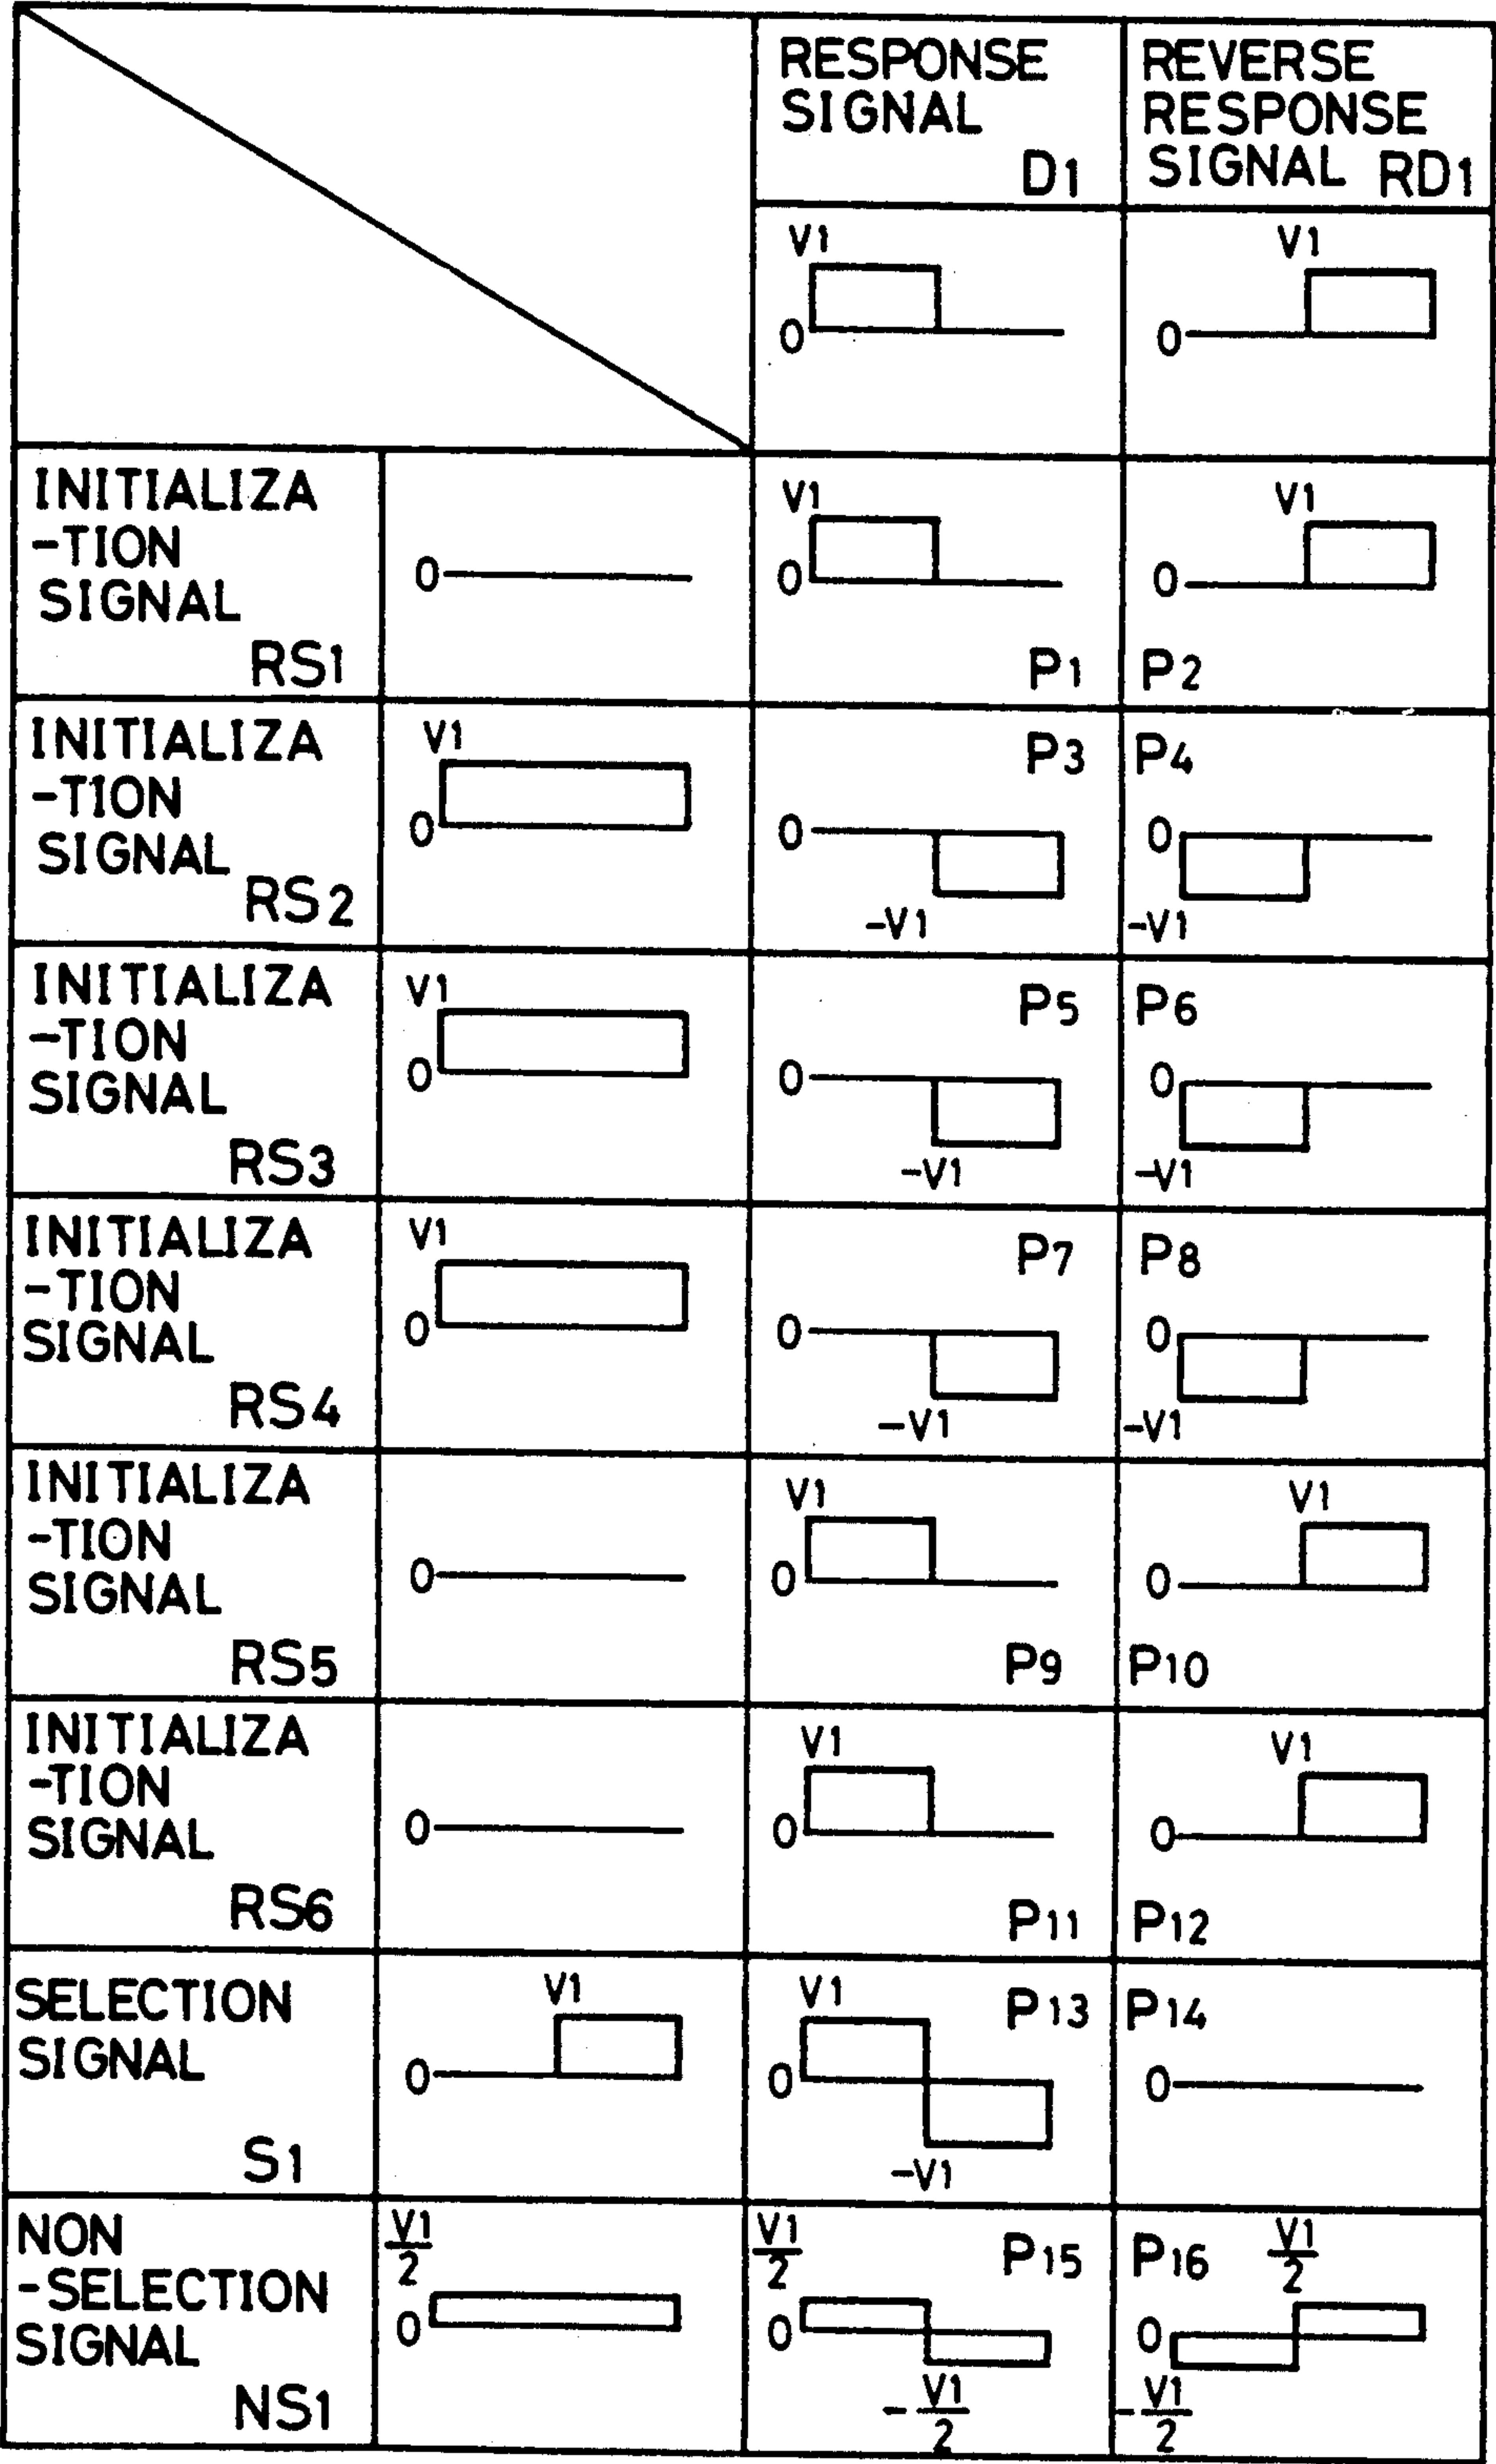 RESPONSE
SIGNAL
D1
REVERSE
RESPONSE
SIGNAL RD1
V1
0
V1
0
INITIALIZA
-TION
SIGNAL
RS1
0
V1
0
P1
V1
0
P2
INITIALIZA
-TION
SIGNAL
RS2
V1
0
P3
0
-V1
P4
0
-V1
INITIALIZA
-TION
SIGNAL
RS3
V1
0
P5
0
-V1
P6
0
-V1
INITIALIZA
-TION
SIGNAL
RS4
V1
0
P7
0
-V1
P8
0
-V1
INITIALIZA
-TION
SIGNAL
RS5
0
V1
0
P9
V1
0
P10
INITIALIZA
-TION
SIGNAL
RS6
0
V1
0
P11
V1
0
P12
SELECTION
SIGNAL
S1
V1
0
V1
P13
0
-V1
P14
0
NON
-SELECTION
SIGNAL
NS1
V1
2
0
V1
2
P15
0
- V1
2
P16
V1
2
0
- V1
2